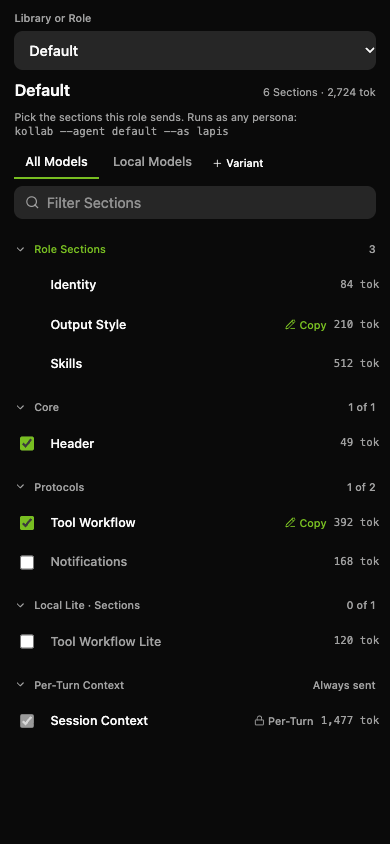 Library or Role
Default
Default
6 Sections · 2,724 tok
Pick the sections this role sends. Runs as any persona:
kollab --agent default --as lapis
All Models
Local Models
+ Variant
Filter Sections
Role Sections
3
Identity
84 tok
Output Style
Copy
210 tok
Skills
512 tok
Core
1 of 1
Header
49 tok
Protocols
1 of 2
Tool Workflow
Copy
392 tok
Notifications
168 tok
Local Lite · Sections
0 of 1
Tool Workflow Lite
120 tok
Per-Turn Context
Always sent
Session Context
Per-Turn
1,477 tok